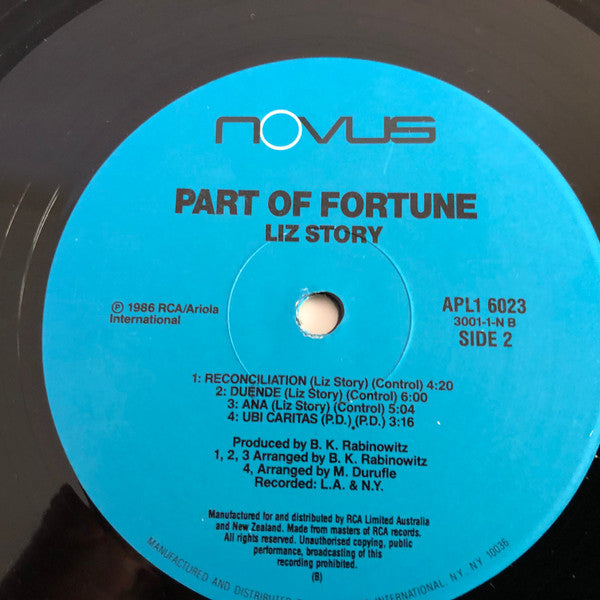 NOVUS
PART OF FORTUNE
LIZ STORY
℗ 1986 RCA/Ariola
International
APL1 6023
3001-1-N B
SIDE 2
1: RECONCILIATION (Liz Story) (Control) 4:20
2: DUENDE (Liz Story) (Control) 6:00
3: ANA (Liz Story) (Control) 5:04
4: UBI CARITAS (P.D.) (P.D.) 3:16
Produced by B. K. Rabinowitz
1, 2, 3 Arranged by B. K. Rabinowitz
4, Arranged by M. Durufle
Recorded: L.A. & N.Y.
Manufactured for and distributed by RCA Limited Australia
and New Zealand. Made from masters of RCA records.
All rights reserved. Unauthorised copying, public
performance, broadcasting of this
recording prohibited.
(B)
MANUFACTURED AND DISTRIBUTED INTERNATIONAL, NY. NY 10036